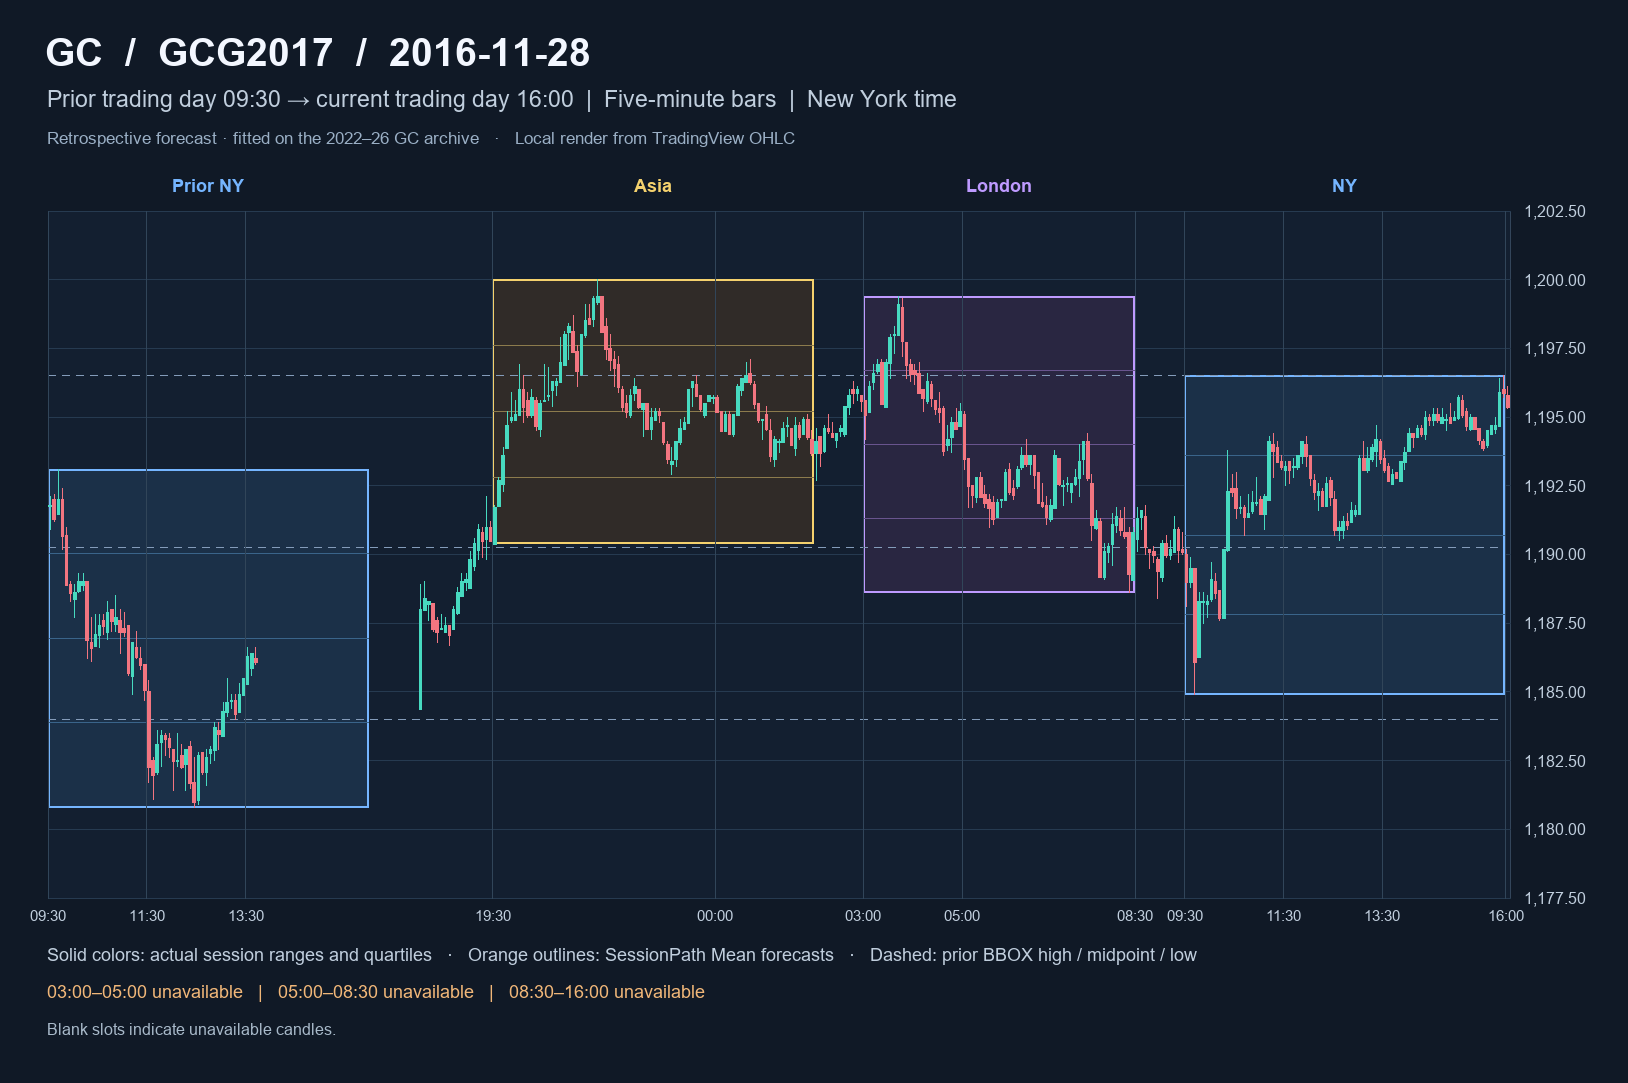 GC / GCG2017 / 2016-11-28
Prior trading day 09:30 → current trading day 16:00 | Five-minute bars | New York time
Retrospective forecast · fitted on the 2022–26 GC archive · Local render from TradingView OHLC
Prior NY Asia London NY
1,202.50
1,200.00
1,197.50
1,195.00
1,192.50
1,190.00
1,187.50
1,185.00
1,182.50
1,180.00
1,177.50
09:30 11:30 13:30 19:30 00:00 03:00 05:00 08:30 09:30 11:30 13:30 16:00
Solid colors: actual session ranges and quartiles · Orange outlines: SessionPath Mean forecasts · Dashed: prior BBOX high / midpoint / low
03:00–05:00 unavailable | 05:00–08:30 unavailable | 08:30–16:00 unavailable
Blank slots indicate unavailable candles.